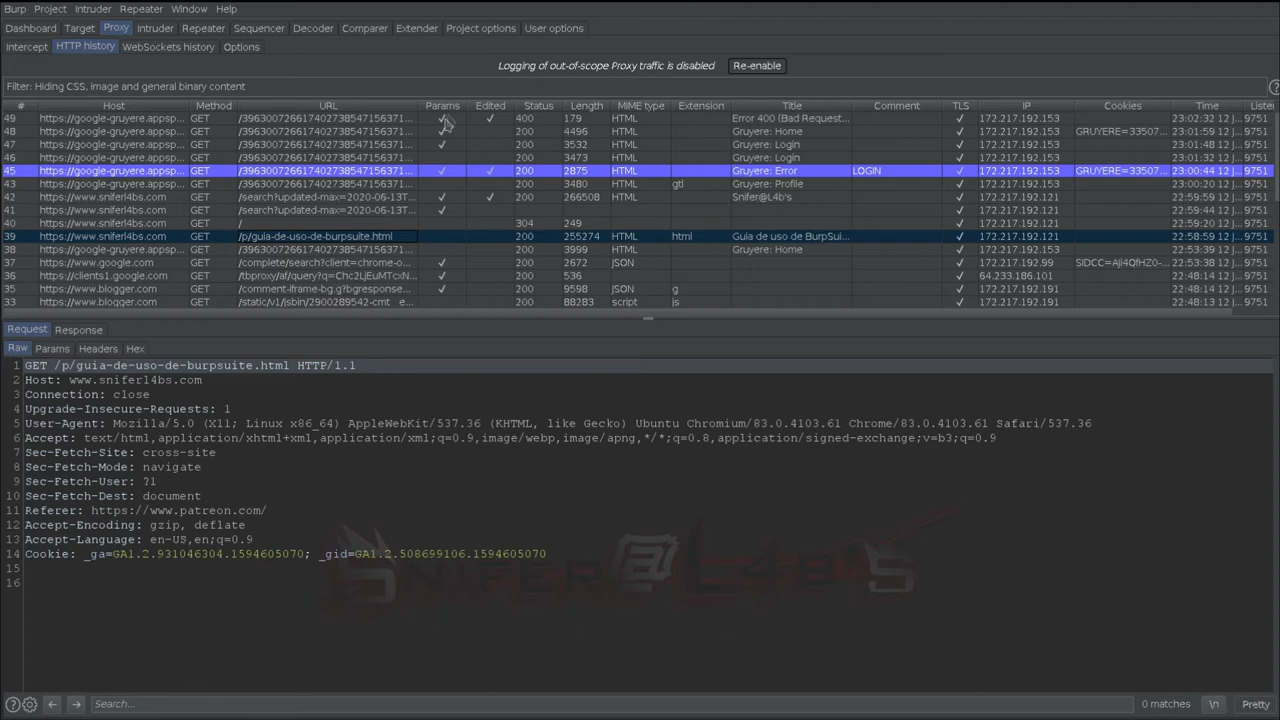 Burp Project Intruder Repeater Window Help
Dashboard Target Proxy Intruder Repeater Sequencer Decoder Comparer Extender Project options User options
Intercept HTTP history WebSockets history Options
Logging of out-of-scope Proxy traffic is disabled Re-enable
Filter: Hiding CSS, image and general binary content
# Host Method URL Params Edited Status Length MIME type Extension Title Comment TLS IP Cookies Time Lister
49 https://google-gruyere.appsp... GET /396300726617402738547156371... ✓ ✓ 400 179 HTML Error 400 (Bad Request... ✓ 172.217.192.153 23:02:32 12 J... 9751
48 https://google-gruyere.appsp... GET /396300726617402738547156371... ✓ 200 4496 HTML Gruyere: Home ✓ 172.217.192.153 GRUYERE=33507... 23:01:59 12 J... 9751
47 https://google-gruyere.appsp... GET /396300726617402738547156371... ✓ 200 3532 HTML Gruyere: Login ✓ 172.217.192.153 23:01:48 12 J... 9751
46 https://google-gruyere.appsp... GET /396300726617402738547156371... 200 3473 HTML Gruyere: Login ✓ 172.217.192.153 23:01:32 12 J... 9751
45 https://google-gruyere.appsp... GET /396300726617402738547156371... ✓ ✓ 200 2875 HTML Gruyere: Error LOGIN ✓ 172.217.192.153 GRUYERE=33507... 23:00:44 12 J... 9751
43 https://google-gruyere.appsp... GET /396300726617402738547156371... 200 3480 HTML gtl Gruyere: Profile ✓ 172.217.192.153 23:00:20 12 J... 9751
42 https://www.sniferl4bs.com GET /search?updated-max=2020-06-13T... ✓ ✓ 200 266508 HTML Snifer@L4b's ✓ 172.217.192.121 22:59:44 12 J... 9751
41 https://www.sniferl4bs.com GET /search?updated-max=2020-06-13T... ✓ ✓ 172.217.192.121 22:59:44 12 J... 9751
40 https://www.sniferl4bs.com GET / 304 249 ✓ 172.217.192.121 22:59:21 12 J... 9751
39 https://www.sniferl4bs.com GET /p/guia-de-uso-de-burpsuite.html 200 255274 HTML html Guia de uso de BurpSui... ✓ 172.217.192.121 22:58:59 12 J... 9751
38 https://google-gruyere.appsp... GET /396300726617402738547156371... 200 3999 HTML Gruyere: Home ✓ 172.217.192.153 22:53:38 12 J... 9751
37 https://www.google.com GET /complete/search?client=chrome-o... ✓ 200 2672 JSON ✓ 172.217.192.99 SIDCC=AJi4QfHZ0-... 22:53:38 12 J... 9751
36 https://clients1.google.com GET /tbproxy/af/query?q=Chc2LjEuMTcxN... ✓ 200 536 ✓ 64.233.186.101 22:48:14 12 J... 9751
35 https://www.blogger.com GET /comment-iframe-bg.g?bgresponse... ✓ 200 9598 JSON g ✓ 172.217.192.191 22:48:14 12 J... 9751
33 https://www.blogger.com GET /static/v1/jsbin/2900289542-cmt e... 200 88283 script js ✓ 172.217.192.191 22:48:13 12 J... 9751
Request Response
Raw Params Headers Hex
1 GET /p/guia-de-uso-de-burpsuite.html HTTP/1.1
2 Host: www.sniferl4bs.com
3 Connection: close
4 Upgrade-Insecure-Requests: 1
5 User-Agent: Mozilla/5.0 (X11; Linux x86_64) AppleWebKit/537.36 (KHTML, like Gecko) Ubuntu Chromium/83.0.4103.61 Chrome/83.0.4103.61 Safari/537.36
6 Accept: text/html,application/xhtml+xml,application/xml;q=0.9,image/webp,image/apng,*/*;q=0.8,application/signed-exchange;v=b3;q=0.9
7 Sec-Fetch-Site: cross-site
8 Sec-Fetch-Mode: navigate
9 Sec-Fetch-User: ?1
10 Sec-Fetch-Dest: document
11 Referer: https://www.patreon.com/
12 Accept-Encoding: gzip, deflate
13 Accept-Language: en-US,en;q=0.9
14 Cookie: _ga=GA1.2.931046304.1594605070; _gid=GA1.2.508699106.1594605070
15
16
SNIFER@L4B'S
Search... 0 matches \n Pretty